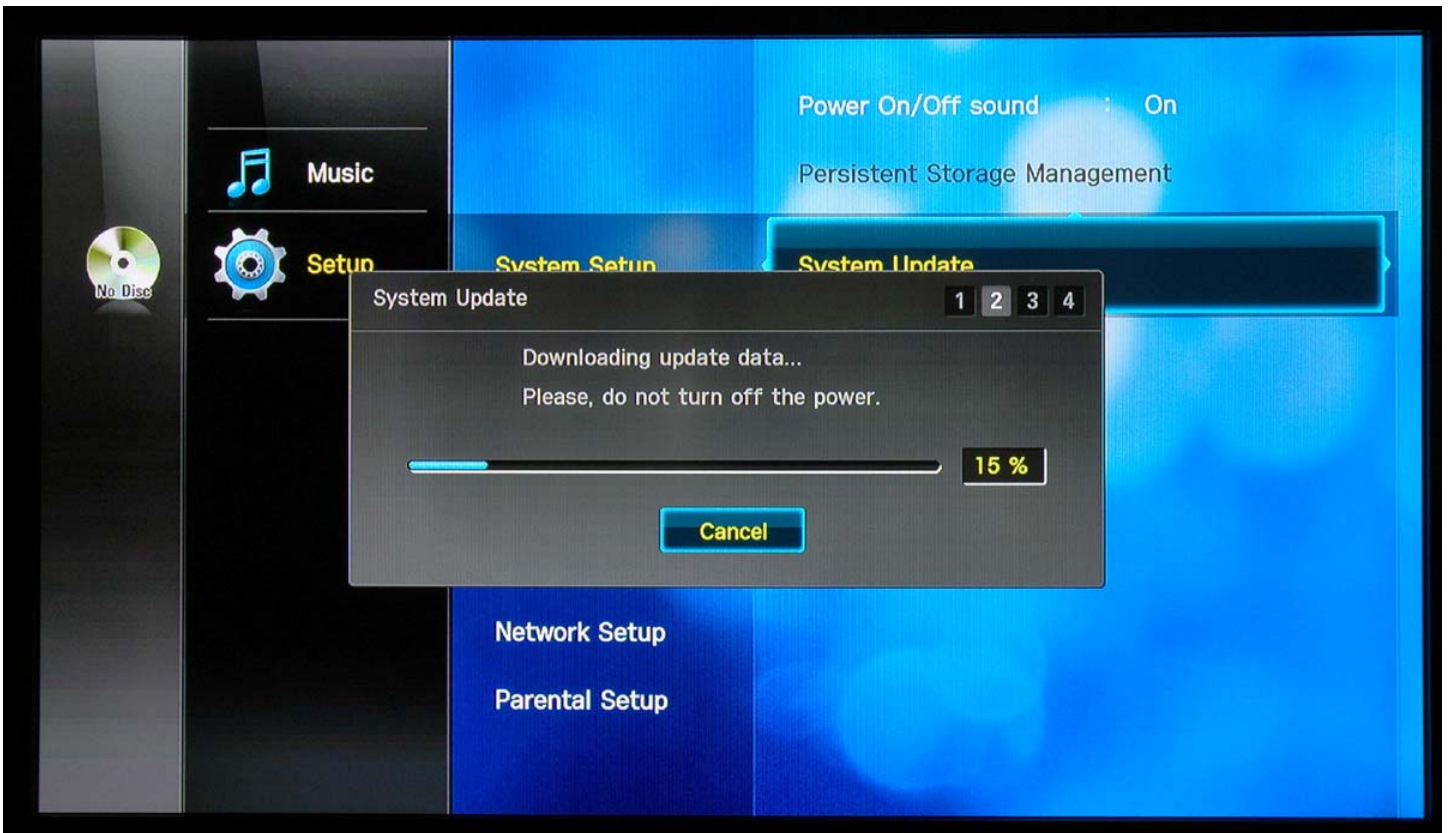 Power On/Off sound : On
Music
Persistent Storage Management
No Disc
Setup
System Setup
System Update
System Update
1 2 3 4
Downloading update data...
Please, do not turn off the power.
15 %
Cancel
Network Setup
Parental Setup